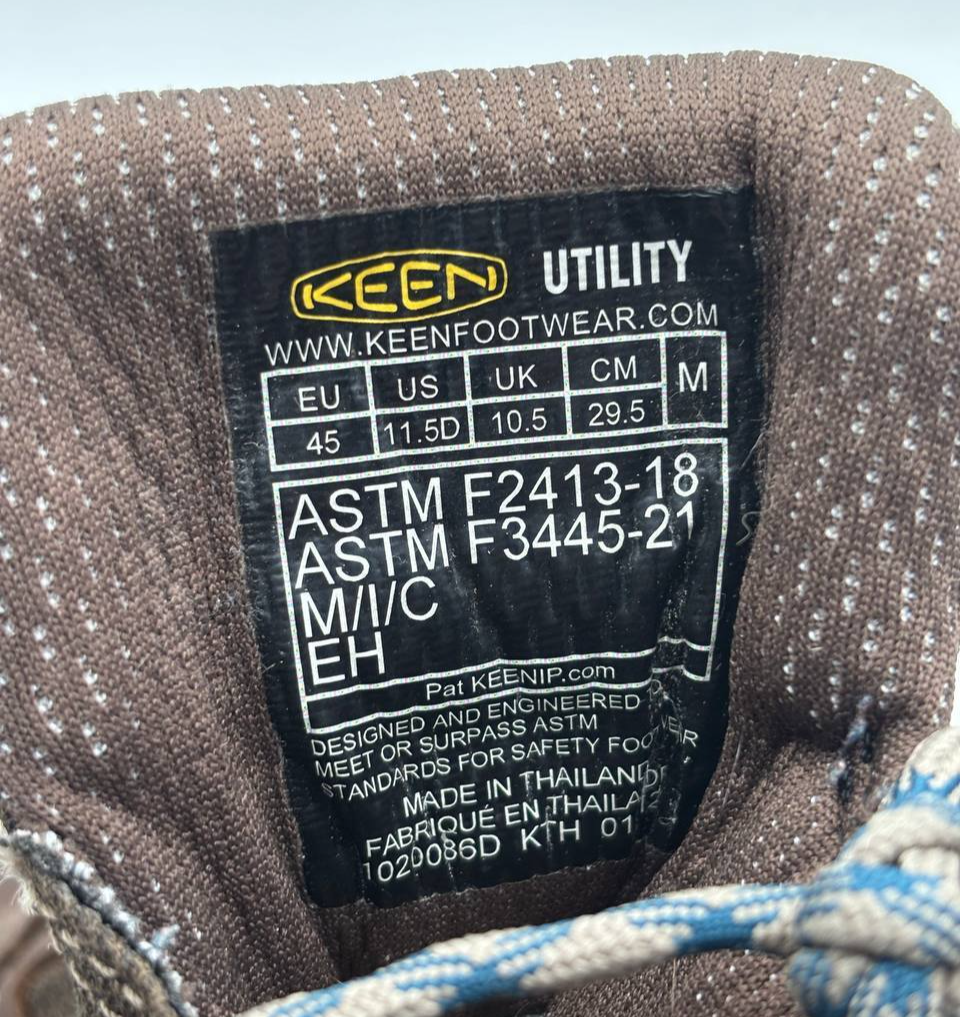 KEEN UTILITY
WWW.KEENFOOTWEAR.COM
EU US UK CM M
45 11.5D 10.5 29.5
ASTM F2413-18
ASTM F3445-21
M/I/C
EH
Pat KEENIP.com
DESIGNED AND ENGINEERED
MEET OR SURPASS ASTM
STANDARDS FOR SAFETY
MADE IN THAILAND
FABRIQUÉ EN
1020086D KTH 01